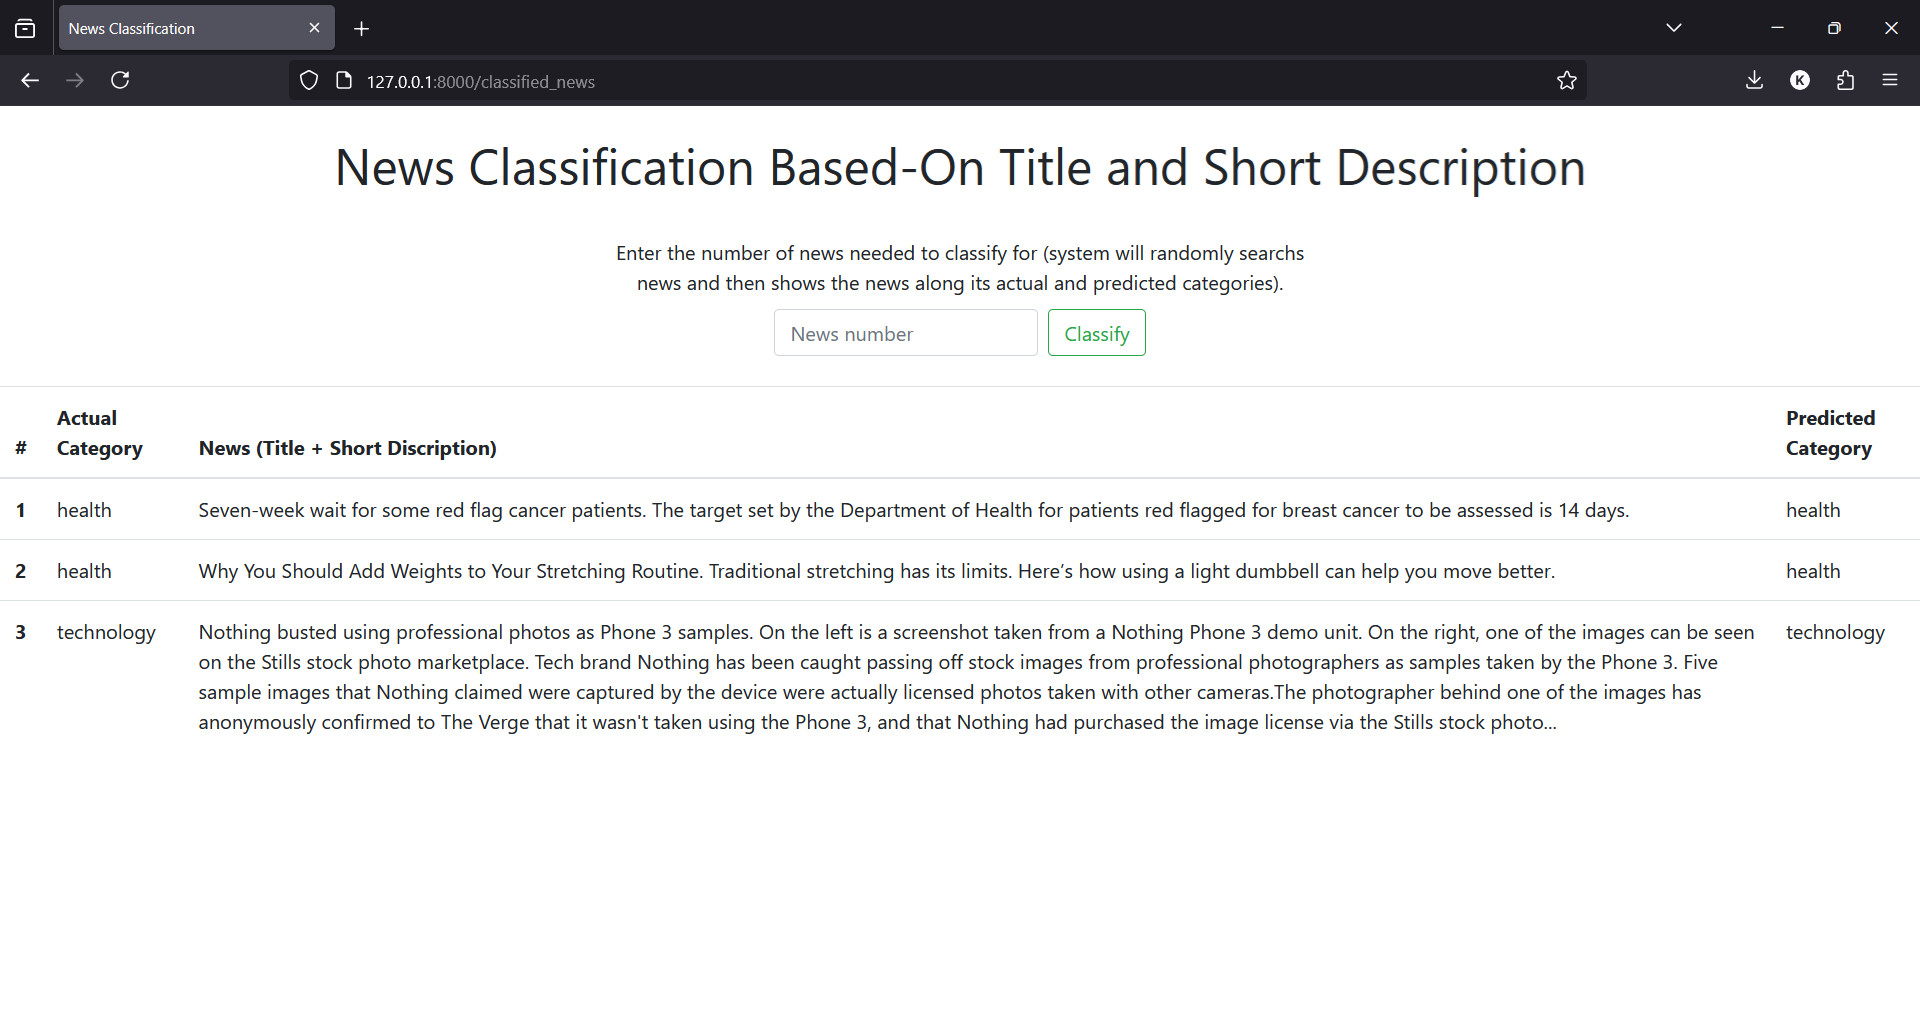 News Classification
127.0.0.1:8000/classified_news
K
News Classification Based-On Title and Short Description
Enter the number of news needed to classify for (system will randomly searchs
news and then shows the news along its actual and predicted categories).
News number Classify
# Actual Category News (Title + Short Discription) Predicted Category
1 health Seven-week wait for some red flag cancer patients. The target set by the Department of Health for patients red flagged for breast cancer to be assessed is 14 days. health
2 health Why You Should Add Weights to Your Stretching Routine. Traditional stretching has its limits. Here’s how using a light dumbbell can help you move better. health
3 technology Nothing busted using professional photos as Phone 3 samples. On the left is a screenshot taken from a Nothing Phone 3 demo unit. On the right, one of the images can be seen technology
on the Stills stock photo marketplace. Tech brand Nothing has been caught passing off stock images from professional photographers as samples taken by the Phone 3. Five
sample images that Nothing claimed were captured by the device were actually licensed photos taken with other cameras.The photographer behind one of the images has
anonymously confirmed to The Verge that it wasn't taken using the Phone 3, and that Nothing had purchased the image license via the Stills stock photo...